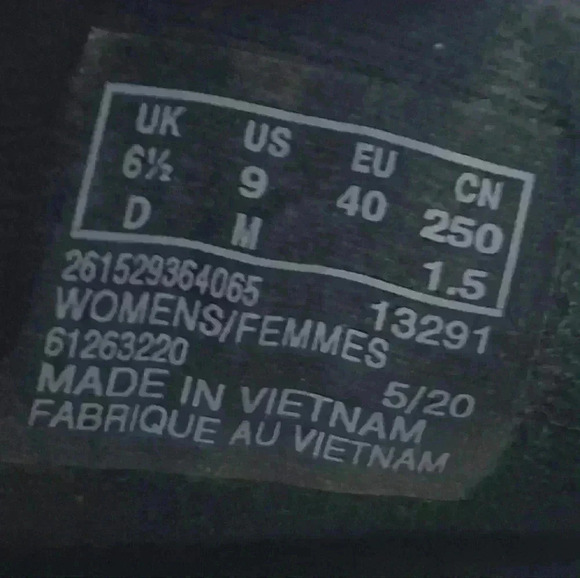 UK US EU CN
6½ 9 40 250
D M 1.5
261529364065 13291
WOMENS/FEMMES
61263220 5/20
MADE IN VIETNAM
FABRIQUE AU VIETNAM